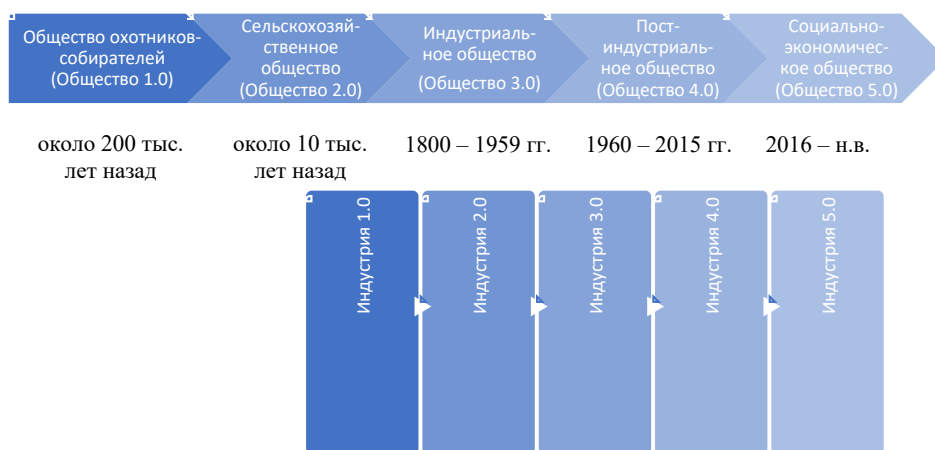 Общество охотников-
собирателей
(Общество 1.0)
Сельскохозяй-
ственное
общество
(Общество 2.0)
Индустриаль-
ное общество
(Общество 3.0)
Пост-
индустриаль-
ное общество
(Общество 4.0)
Социально-
экономичес-
кое общество
(Общество 5.0)
около 200 тыс.
лет назад
около 10 тыс.
лет назад
1800 – 1959 гг.
1960 – 2015 гг.
2016 – н.в.
Индустрия 1.0
Индустрия 2.0
Индустрия 3.0
Индустрия 4.0
Индустрия 5.0